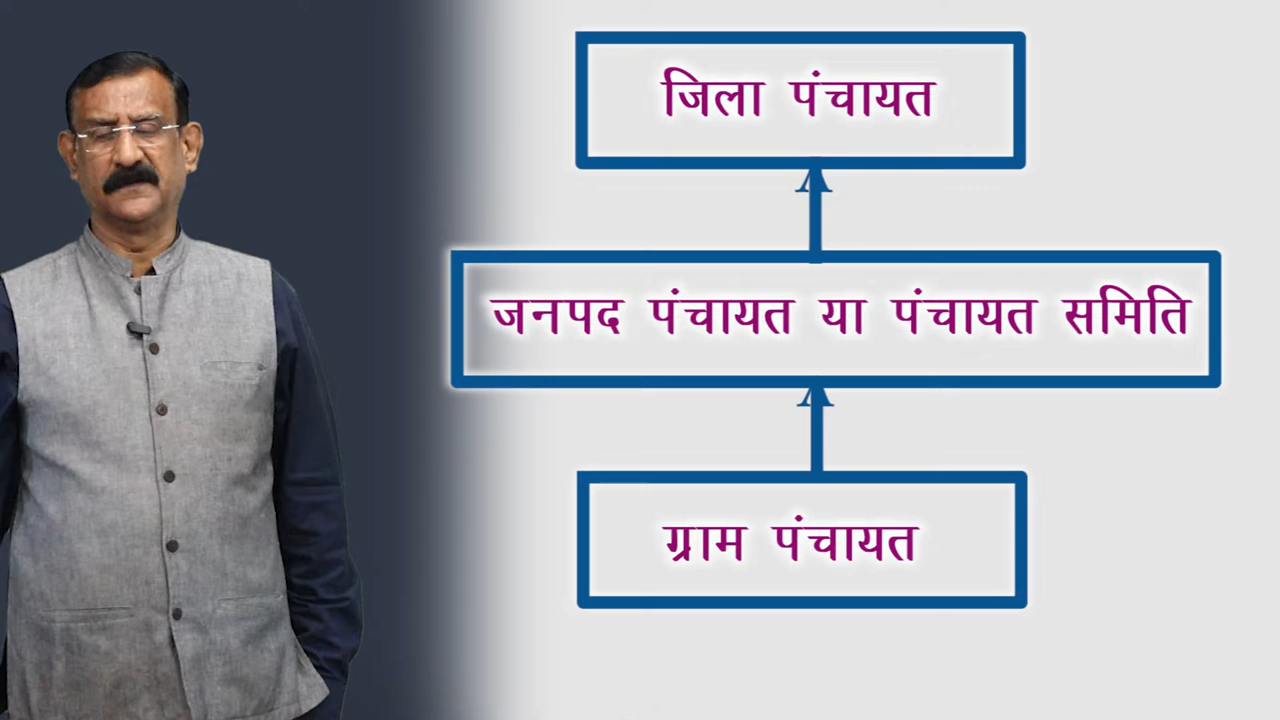 जिला पंचायत
जनपद पंचायत या पंचायत समिति
ग्राम पंचायत